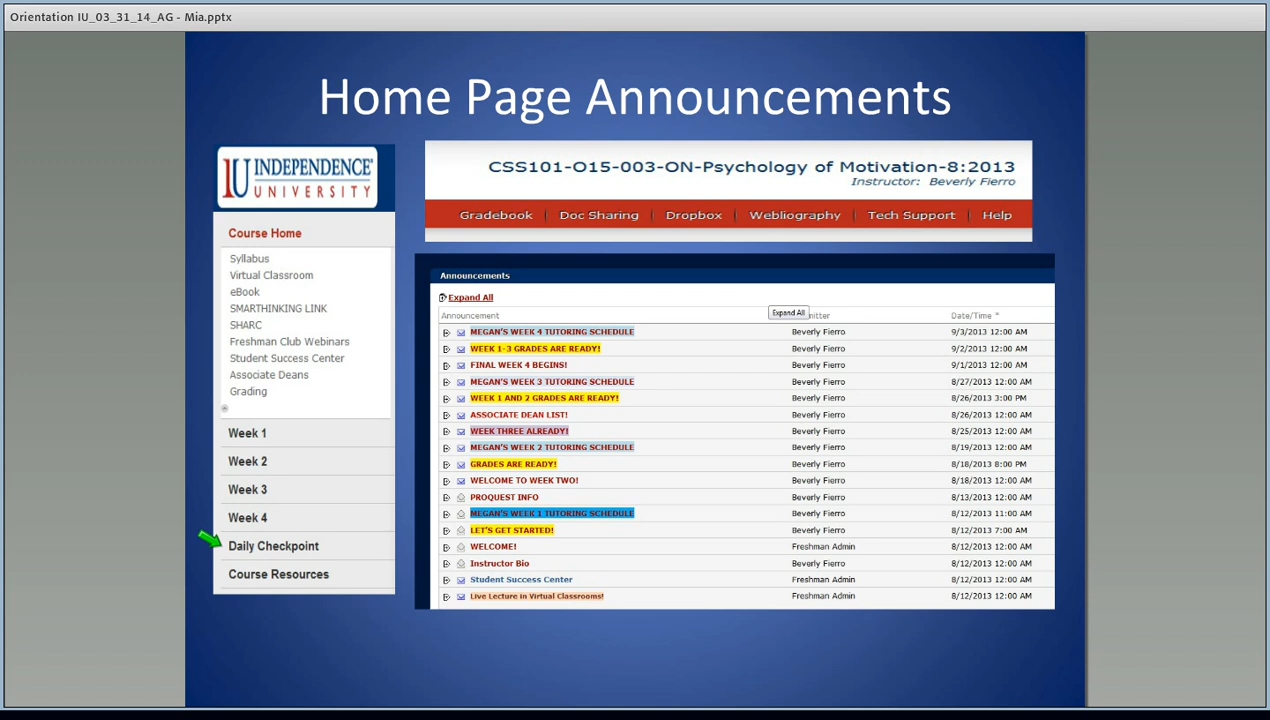 Orientation IU_03_31_14_AG - Mia.pptx
Home Page Announcements
IU INDEPENDENCE UNIVERSITY
Course Home
Syllabus
Virtual Classroom
eBook
SMARTHINKING LINK
SHARC
Freshman Club Webinars
Student Success Center
Associate Deans
Grading
Week 1
Week 2
Week 3
Week 4
Daily Checkpoint
Course Resources
CSS101-O15-003-ON-Psychology of Motivation-8:2013
Instructor: Beverly Fierro
Gradebook | Doc Sharing | Dropbox | Webliography | Tech Support | Help
Announcements
Expand All
Announcement Expand All mitter Date/Time
MEGAN'S WEEK 4 TUTORING SCHEDULE Beverly Fierro 9/3/2013 12:00 AM
WEEK 1-3 GRADES ARE READY! Beverly Fierro 9/2/2013 12:00 AM
FINAL WEEK 4 BEGINS! Beverly Fierro 9/1/2013 12:00 AM
MEGAN'S WEEK 3 TUTORING SCHEDULE Beverly Fierro 8/27/2013 12:00 AM
WEEK 1 AND 2 GRADES ARE READY! Beverly Fierro 8/26/2013 3:00 PM
ASSOCIATE DEAN LIST! Beverly Fierro 8/26/2013 12:00 AM
WEEK THREE ALREADY! Beverly Fierro 8/25/2013 12:00 AM
MEGAN'S WEEK 2 TUTORING SCHEDULE Beverly Fierro 8/20/2013 12:00 AM
GRADES ARE READY! Beverly Fierro 8/18/2013 8:00 PM
WELCOME TO WEEK TWO! Beverly Fierro 8/18/2013 12:00 AM
PROQUEST INFO Beverly Fierro 8/13/2013 12:00 AM
MEGAN'S WEEK 1 TUTORING SCHEDULE Beverly Fierro 8/12/2013 11:00 AM
LET'S GET STARTED! Beverly Fierro 8/12/2013 7:00 AM
WELCOME! Freshman Admin 8/12/2013 12:00 AM
Instructor Bio Beverly Fierro 8/12/2013 12:00 AM
Student Success Center Freshman Admin 8/12/2013 12:00 AM
Live Lecture in Virtual Classrooms! Freshman Admin 8/12/2013 12:00 AM